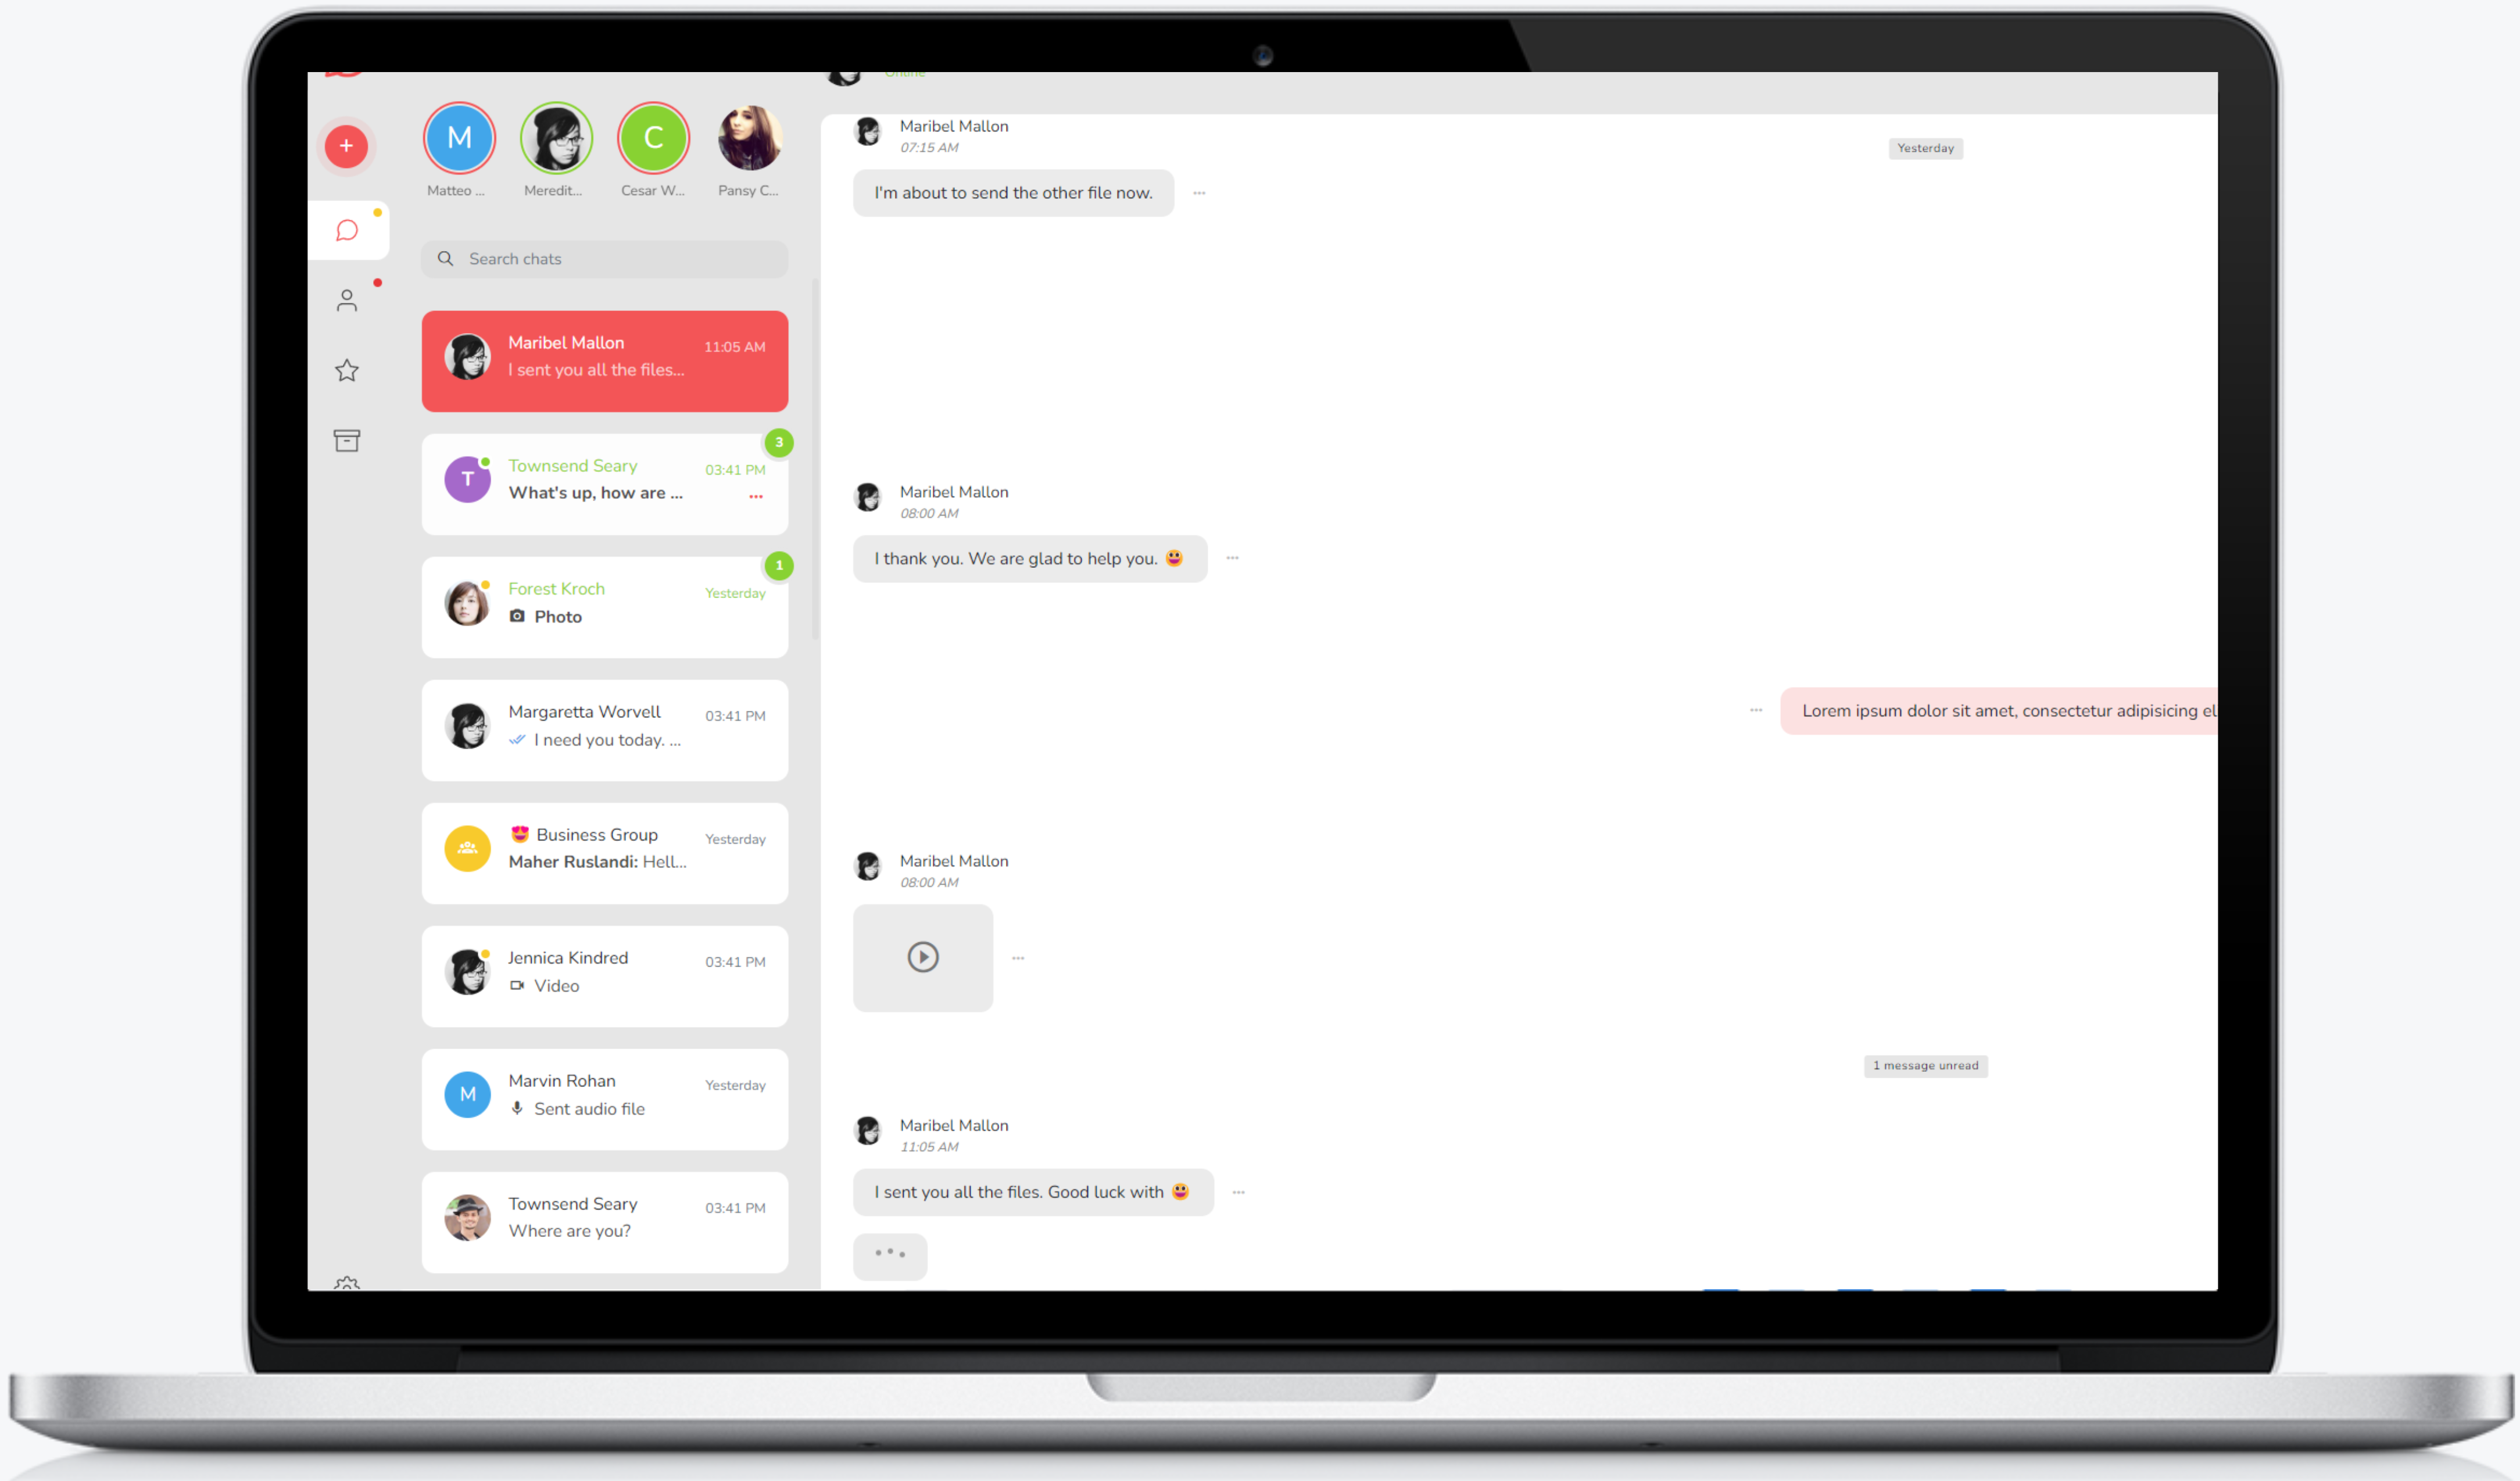 Online
M
C
Matteo ...
Meredit...
Cesar W...
Pansy C...
Search chats
Maribel Mallon
11:05 AM
I sent you all the files...
3
T
Townsend Seary
03:41 PM
What's up, how are ...
1
Forest Kroch
Yesterday
Photo
Margaretta Worvell
03:41 PM
I need you today. ...
😍 Business Group
Yesterday
Maher Ruslandi: Hell...
Jennica Kindred
03:41 PM
Video
M
Marvin Rohan
Yesterday
Sent audio file
Townsend Seary
03:41 PM
Where are you?
Maribel Mallon
07:15 AM
Yesterday
I'm about to send the other file now.
Maribel Mallon
08:00 AM
I thank you. We are glad to help you. 😃
Lorem ipsum dolor sit amet, consectetur adipisicing el
Maribel Mallon
08:00 AM
1 message unread
Maribel Mallon
11:05 AM
I sent you all the files. Good luck with 😃